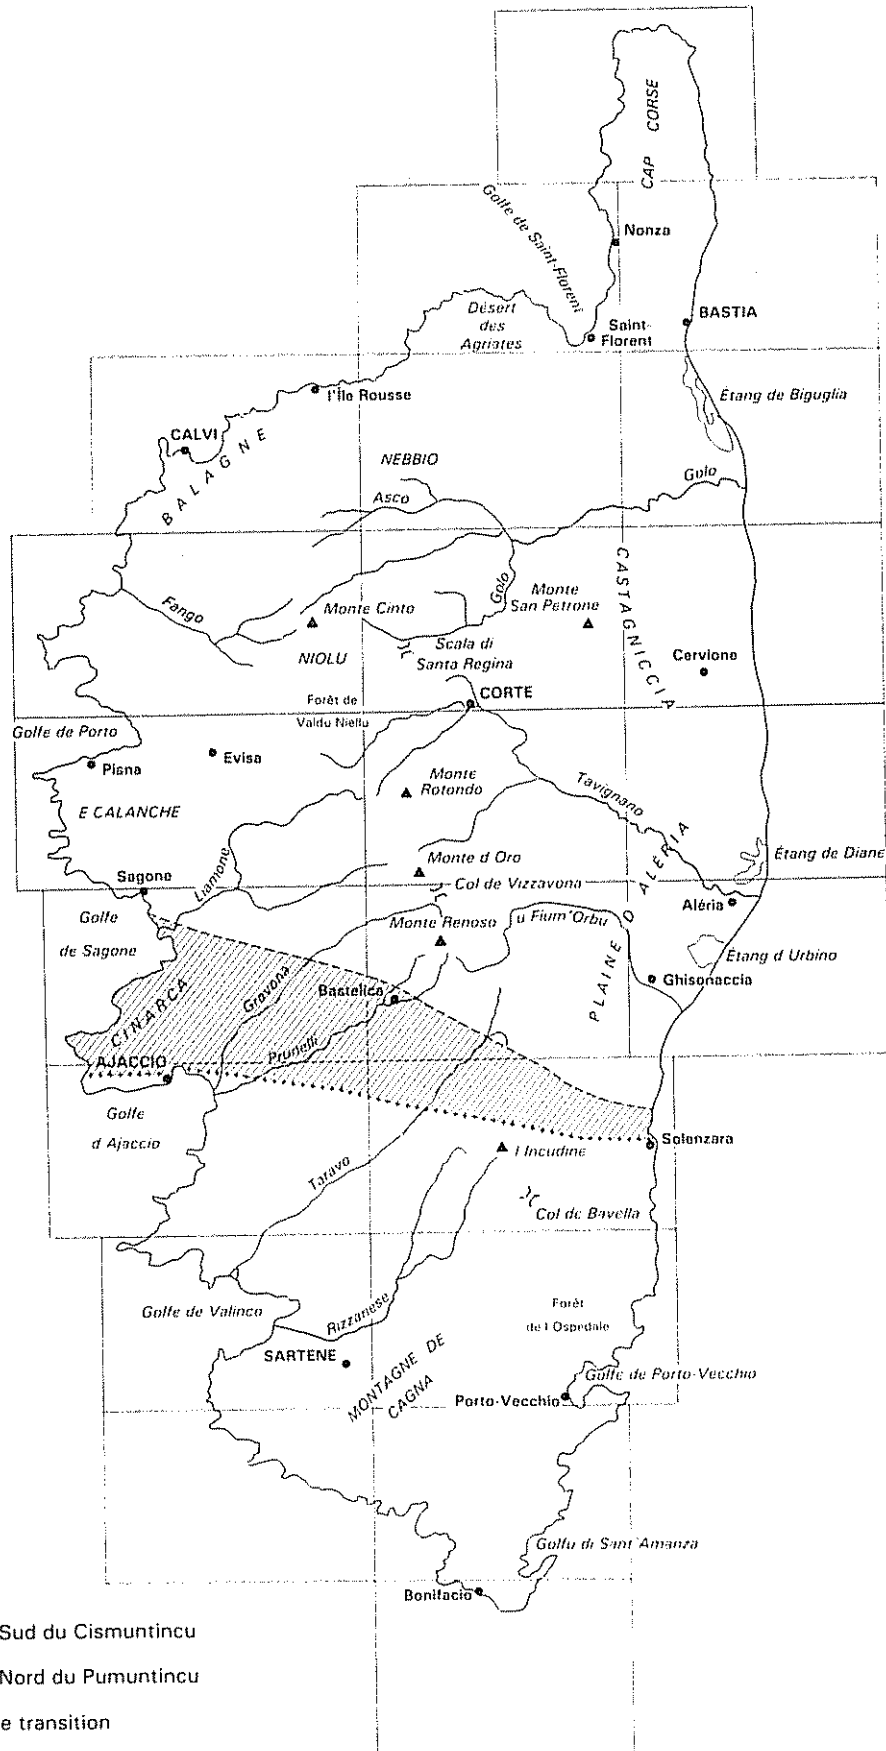 CAP CORSE
Golfe de Saint-Florent
Nonza
BASTIA
Désert
des
Agriates
Saint-
Florent
l'Île Rousse
Étang de Biguglia
CALVI
BALAGNE
NEBBIO
Asco
Golo
CASTAGNICCIA
Fango
Monte Cinto
Golo
Monte
San Petrone
NIOLU
Scala di
Santa Regina
Cervione
CORTE
Forêt de
Valdu Niellu
Golfe de Porto
Piana
Evisa
Monte
Rotondo
Tavignano
E CALANCHE
Liamone
Monte d Oro
Étang de Diane
Sagone
Col de Vizzavona
Aléria
PLAINE D ALÉRIA
Golfe
de Sagone
Monte Renoso
u Fium'Orbu
Étang d Urbino
Gravona
Bastelica
Ghisonaccia
CINARCA
Prunelli
AJACCIO
Golfe
d Ajaccio
Solenzara
l Incudine
Taravo
Col de Bavella
Golfe de Valinco
Rizzanese
Forêt
de l Ospedale
SARTENE
MONTAGNE DE
CAGNA
Golfe de Porto-Vecchio
Porto-Vecchio
Golfu di Sant'Amanza
Bonifacio
Sud du Cismuntincu
Nord du Pumuntincu
e transition